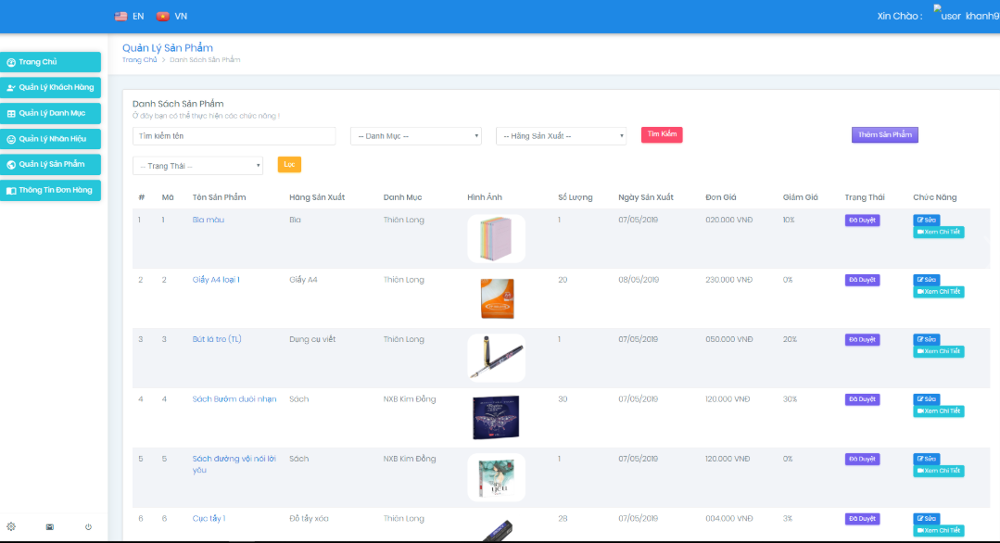 EN VN Xin Chào : user khanh9
Trang Chủ
Quản Lý Khách Hàng
Quản Lý Danh Mục
Quản Lý Nhãn Hiệu
Quản Lý Sản Phẩm
Thông Tin Đơn Hàng
Quản Lý Sản Phẩm
Trang Chủ > Danh Sách Sản Phẩm
Danh Sách Sản Phẩm
Ở đây bạn có thể thực hiện các chức năng !
Tìm kiếm tên -- Danh Mục -- -- Hãng Sản Xuất -- Tìm Kiếm Thêm Sản Phẩm
-- Trang Thái -- Lọc
# Mã Tên Sản Phẩm Hãng Sản Xuất Danh Mục Hình Ảnh Số Lượng Ngày Sản Xuất Đơn Giá Giảm Giá Trạng Thái Chức Năng
1 1 Bìa màu Bìa Thiên Long 1 07/05/2019 020.000 VNĐ 10% Đã Duyệt Sửa
Xem Chi Tiết
2 2 Giấy A4 loại 1 Giấy A4 Thiên Long 20 08/05/2019 230.000 VNĐ 0% Đã Duyệt Sửa
Xem Chi Tiết
3 3 Bút lá tre (TL) Dụng cụ viết Thiên Long 1 07/05/2019 050.000 VNĐ 20% Đã Duyệt Sửa
Xem Chi Tiết
4 4 Sách Bướm đuôi nhạn Sách NXB Kim Đồng 30 07/05/2019 120.000 VNĐ 30% Đã Duyệt Sửa
Xem Chi Tiết
5 5 Sách đường vội nói lời Sách NXB Kim Đồng 1 07/05/2019 120.000 VNĐ 0% Đã Duyệt Sửa
yêu Xem Chi Tiết
6 6 Cục tẩy 1 Đồ tẩy xóa Thiên Long 28 07/05/2019 004.000 VNĐ 3% Đã Duyệt Sửa
Xem Chi Tiết